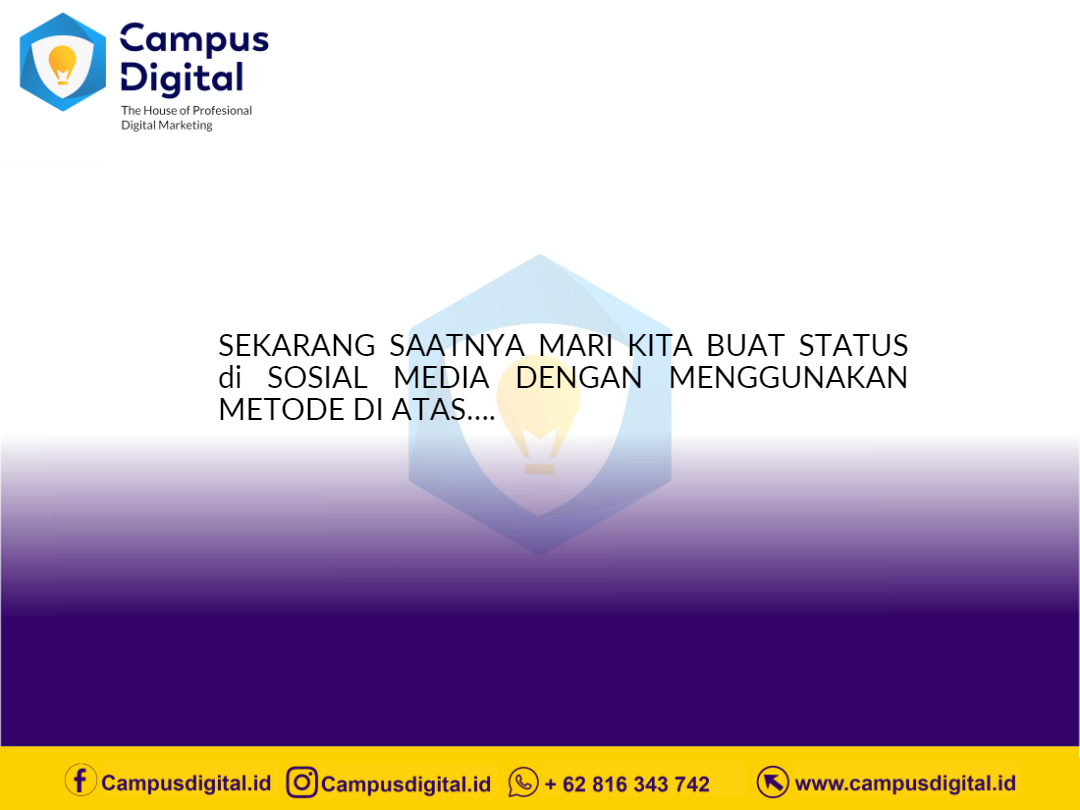 Campus
Digital
The House of Profesional
Digital Marketing
SEKARANG SAATNYA MARI KITA BUAT STATUS
di SOSIAL MEDIA DENGAN MENGGUNAKAN
METODE DI ATAS....
Campusdigital.id Campusdigital.id + 62 816 343 742 www.campusdigital.id